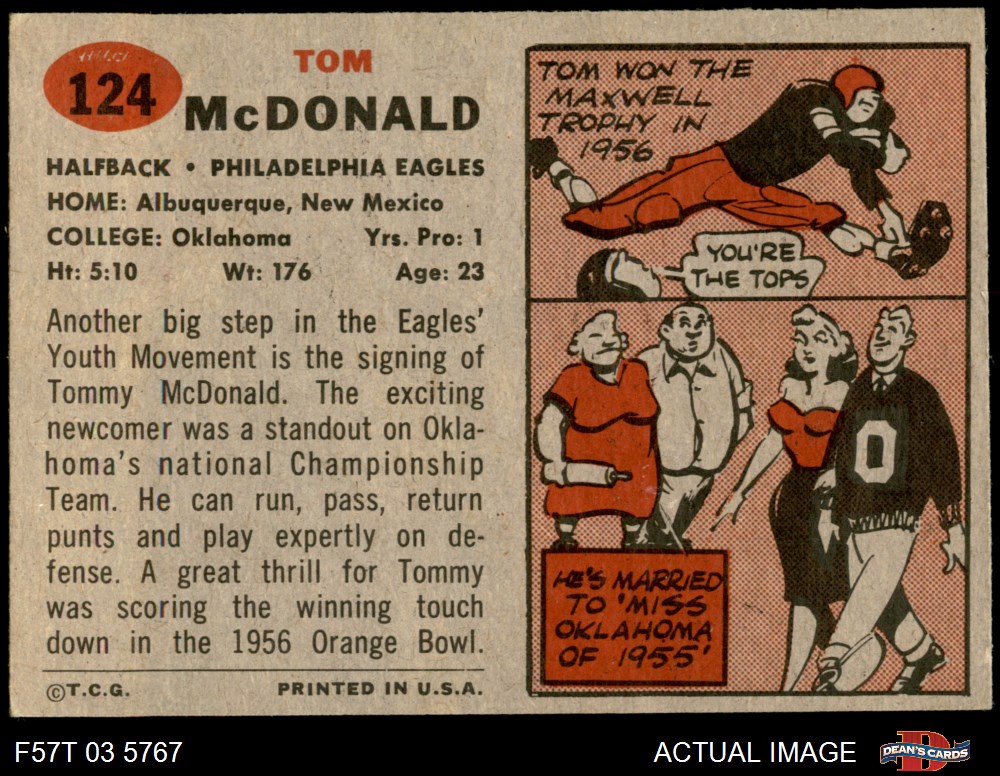 124
TOM
McDONALD
HALFBACK • PHILADELPHIA EAGLES
HOME: Albuquerque, New Mexico
COLLEGE: Oklahoma Yrs. Pro: 1
Ht: 5:10 Wt: 176 Age: 23
Another big step in the Eagles'
Youth Movement is the signing of
Tommy McDonald. The exciting
newcomer was a standout on Okla-
homa's national Championship
Team. He can run, pass, return
punts and play expertly on de-
fense. A great thrill for Tommy
was scoring the winning touch
down in the 1956 Orange Bowl.
©T.C.G. PRINTED IN U.S.A.
TOM WON THE
MAXWELL
TROPHY IN
1956
YOU'RE
THE TOPS
O
HE'S MARRIED
TO 'MISS
OKLAHOMA
OF 1955'
F57T 03 5767 ACTUAL IMAGE
DEAN'S CARDS